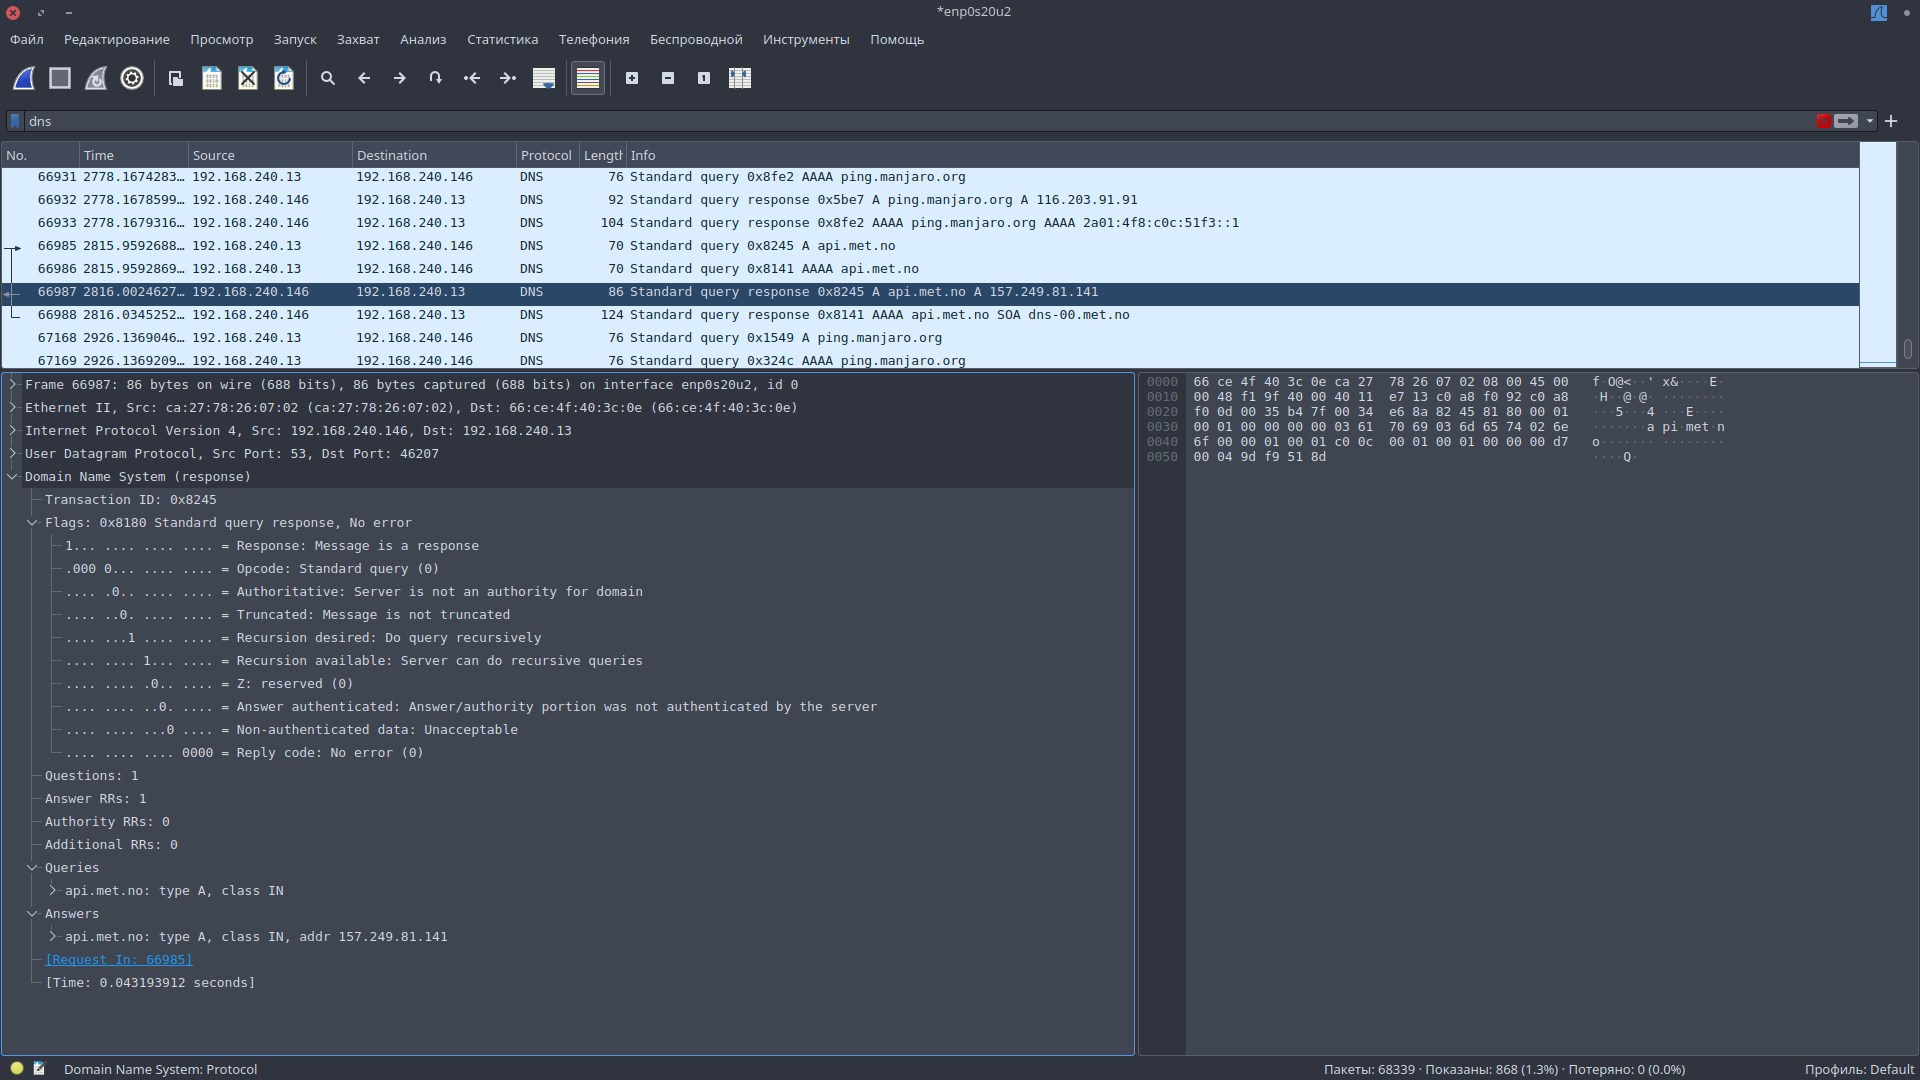 *enp0s20u2
Файл Редактирование Просмотр Запуск Захват Анализ Статистика Телефония Беспроводной Инструменты Помощь
dns
No. Time Source Destination Protocol Length Info
66931 2778.1674283… 192.168.240.13 192.168.240.146 DNS 76 Standard query 0x8fe2 AAAA ping.manjaro.org
66932 2778.1678599… 192.168.240.146 192.168.240.13 DNS 92 Standard query response 0x5be7 A ping.manjaro.org A 116.203.91.91
66933 2778.1679316… 192.168.240.146 192.168.240.13 DNS 104 Standard query response 0x8fe2 AAAA ping.manjaro.org AAAA 2a01:4f8:c0c:51f3::1
66985 2815.9592688… 192.168.240.13 192.168.240.146 DNS 70 Standard query 0x8245 A api.met.no
66986 2815.9592869… 192.168.240.13 192.168.240.146 DNS 70 Standard query 0x8141 AAAA api.met.no
66987 2816.0024627… 192.168.240.146 192.168.240.13 DNS 86 Standard query response 0x8245 A api.met.no A 157.249.81.141
66988 2816.0345252… 192.168.240.146 192.168.240.13 DNS 124 Standard query response 0x8141 AAAA api.met.no SOA dns-00.met.no
67168 2926.1369046… 192.168.240.13 192.168.240.146 DNS 76 Standard query 0x1549 A ping.manjaro.org
67169 2926.1369209… 192.168.240.13 192.168.240.146 DNS 76 Standard query 0x324c AAAA ping.manjaro.org
Frame 66987: 86 bytes on wire (688 bits), 86 bytes captured (688 bits) on interface enp0s20u2, id 0
Ethernet II, Src: ca:27:78:26:07:02 (ca:27:78:26:07:02), Dst: 66:ce:4f:40:3c:0e (66:ce:4f:40:3c:0e)
Internet Protocol Version 4, Src: 192.168.240.146, Dst: 192.168.240.13
User Datagram Protocol, Src Port: 53, Dst Port: 46207
Domain Name System (response)
Transaction ID: 0x8245
Flags: 0x8180 Standard query response, No error
1... .... .... .... = Response: Message is a response
.000 0... .... .... = Opcode: Standard query (0)
.... .0.. .... .... = Authoritative: Server is not an authority for domain
.... ..0. .... .... = Truncated: Message is not truncated
.... ...1 .... .... = Recursion desired: Do query recursively
.... .... 1... .... = Recursion available: Server can do recursive queries
.... .... .0.. .... = Z: reserved (0)
.... .... ..0. .... = Answer authenticated: Answer/authority portion was not authenticated by the server
.... .... ...0 .... = Non-authenticated data: Unacceptable
.... .... .... 0000 = Reply code: No error (0)
Questions: 1
Answer RRs: 1
Authority RRs: 0
Additional RRs: 0
Queries
api.met.no: type A, class IN
Answers
api.met.no: type A, class IN, addr 157.249.81.141
[Request In: 66985]
[Time: 0.043193912 seconds]
0000 66 ce 4f 40 3c 0e ca 27 78 26 07 02 08 00 45 00 f·O@<··' x&····E·
0010 00 48 f1 9f 40 00 40 11 e7 13 c0 a8 f0 92 c0 a8 ·H··@·@· ········
0020 f0 0d 00 35 b4 7f 00 34 e6 8a 82 45 81 80 00 01 ···5···4 ···E····
0030 00 01 00 00 00 00 03 61 70 69 03 6d 65 74 02 6e ·······a pi·met·n
0040 6f 00 00 01 00 01 c0 0c 00 01 00 01 00 00 00 d7 o······· ········
0050 00 04 9d f9 51 8d ····Q·
Domain Name System: Protocol
Пакеты: 68339 · Показаны: 868 (1.3%) · Потеряно: 0 (0.0%)
Профиль: Default